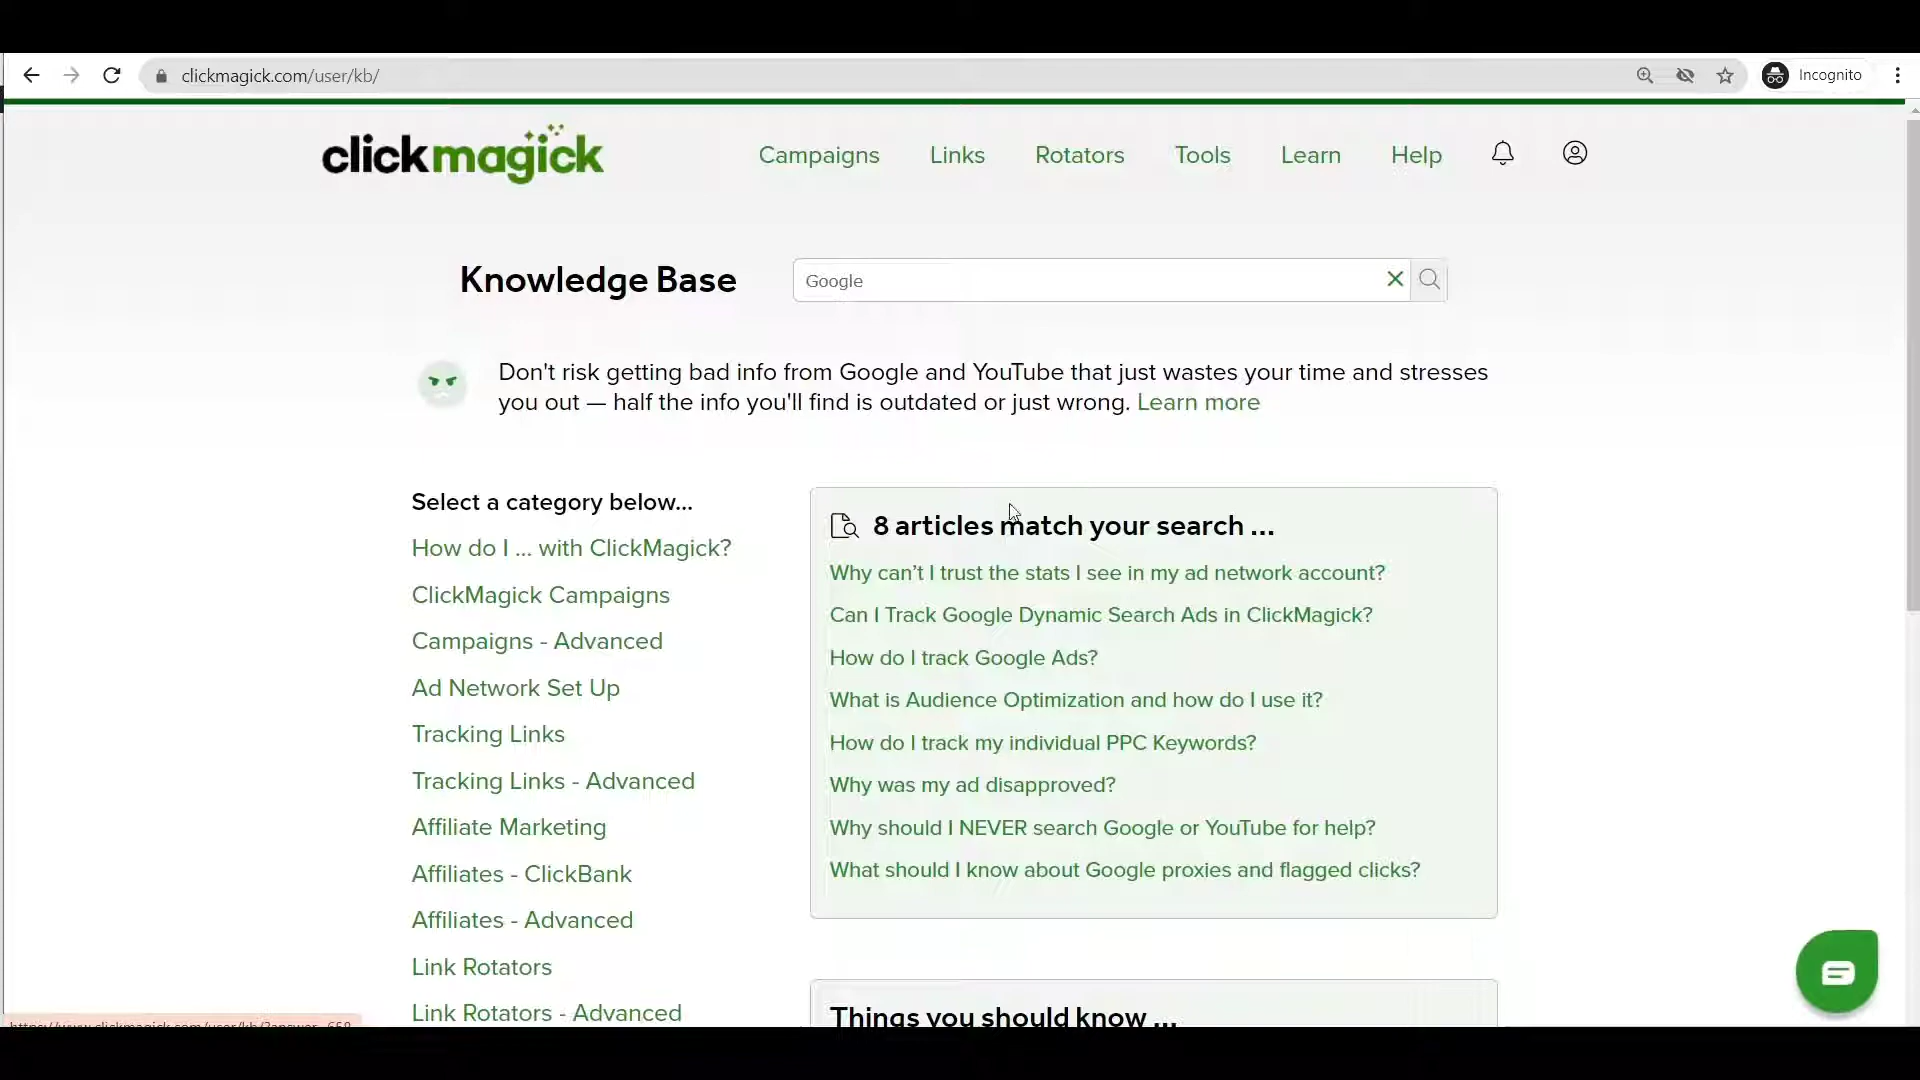 clickmagick.com/user/kb/
Incognito
clickmagick
Campaigns
Links
Rotators
Tools
Learn
Help
Knowledge Base
Google
Don't risk getting bad info from Google and YouTube that just wastes your time and stresses
you out — half the info you'll find is outdated or just wrong. Learn more
Select a category below...
How do I ... with ClickMagick?
ClickMagick Campaigns
Campaigns - Advanced
Ad Network Set Up
Tracking Links
Tracking Links - Advanced
Affiliate Marketing
Affiliates - ClickBank
Affiliates - Advanced
Link Rotators
Link Rotators - Advanced
8 articles match your search ...
Why can’t I trust the stats I see in my ad network account?
Can I Track Google Dynamic Search Ads in ClickMagick?
How do I track Google Ads?
What is Audience Optimization and how do I use it?
How do I track my individual PPC Keywords?
Why was my ad disapproved?
Why should I NEVER search Google or YouTube for help?
What should I know about Google proxies and flagged clicks?
Things you should know ...